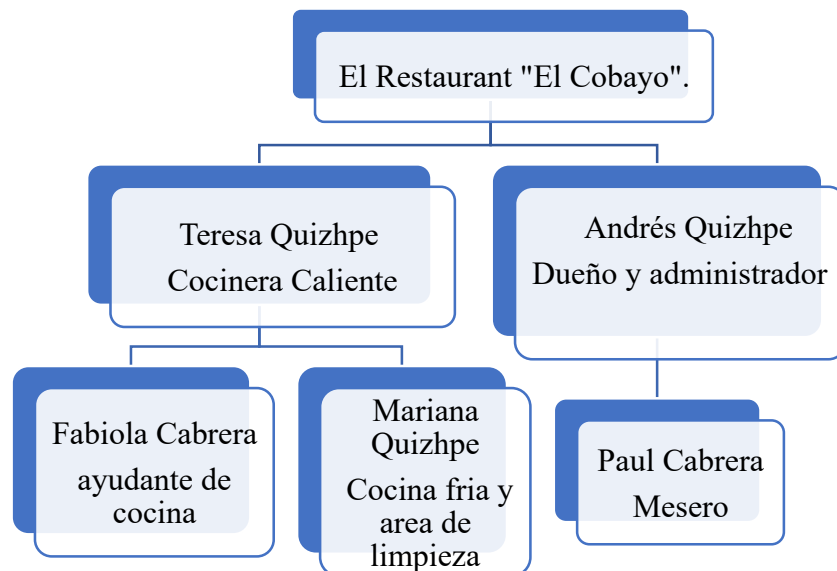 El Restaurant "El Cobayo".
Teresa Quizhpe
Cocinera Caliente
Andrés Quizhpe
Dueño y administrador
Fabiola Cabrera
ayudante de
cocina
Mariana
Quizhpe
Cocina fria y
area de
limpieza
Paul Cabrera
Mesero